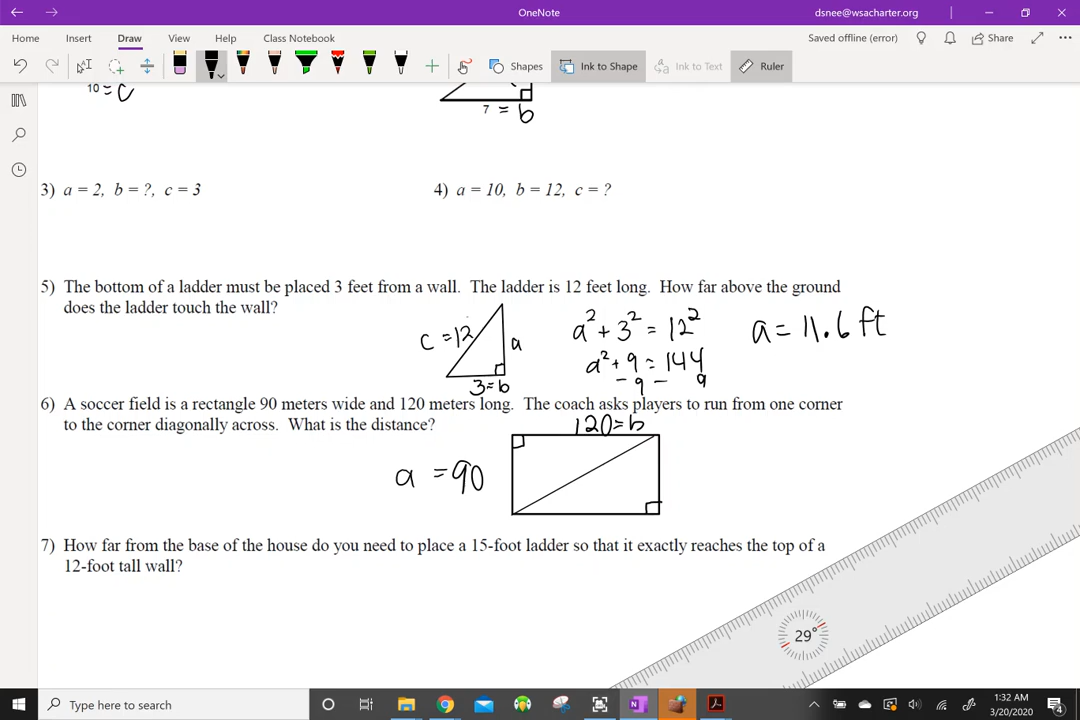 OneNote
dsnee@wsacharter.org
Home Insert Draw View Help Class Notebook
Saved offline (error) Share
Shapes Ink to Shape Ink to Text Ruler
10 = c
7 = b
3) a = 2, b = ?, c = 3
4) a = 10, b = 12, c = ?
5) The bottom of a ladder must be placed 3 feet from a wall. The ladder is 12 feet long. How far above the ground
does the ladder touch the wall?
c = 12
a
3 = b
a² + 3² = 12²
a² + 9 = 144
- 9 - 9
a = 11.6 ft
6) A soccer field is a rectangle 90 meters wide and 120 meters long. The coach asks players to run from one corner
to the corner diagonally across. What is the distance?
120 = b
a = 90
7) How far from the base of the house do you need to place a 15-foot ladder so that it exactly reaches the top of a
12-foot tall wall?
29°
Type here to search
1:32 AM
3/20/2020
4